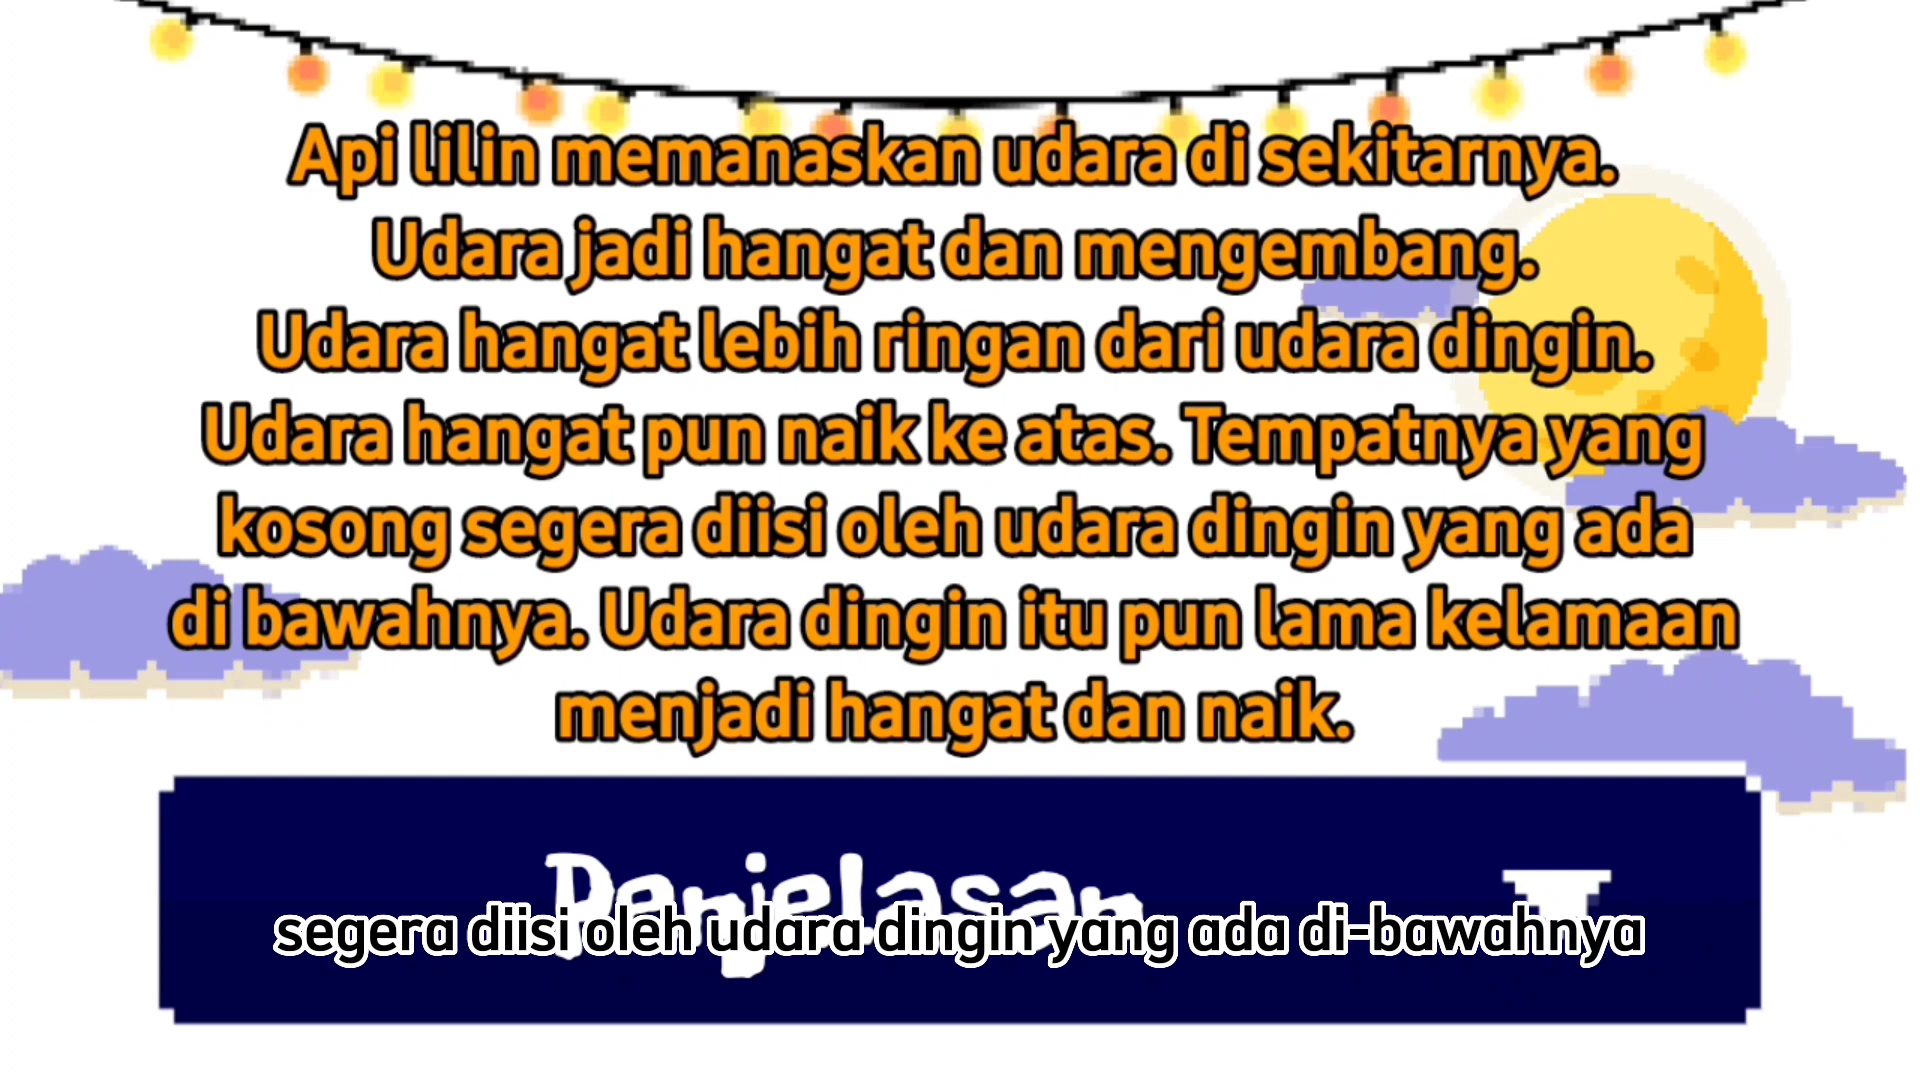 Api lilin memanaskan udara di sekitarnya.
Udara jadi hangat dan mengembang.
Udara hangat lebih ringan dari udara dingin.
Udara hangat pun naik ke atas. Tempatnya yang
kosong segera diisi oleh udara dingin yang ada
di bawahnya. Udara dingin itu pun lama kelamaan
menjadi hangat dan naik.
Penjelasan
segera diisi oleh udara dingin yang ada di-bawahnya